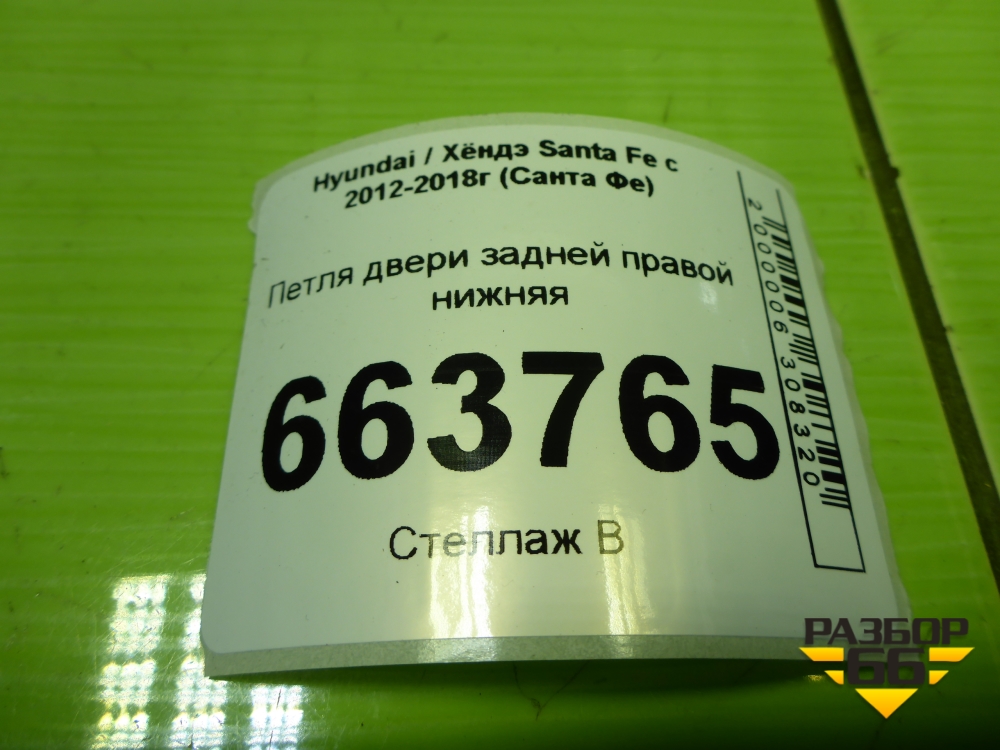 Hyundai / Хёндэ Santa Fe с
2012-2018г (Санта Фе)
Петля двери задней правой
нижняя
663765
Стеллаж В
2000006308320
РАЗБОР
66